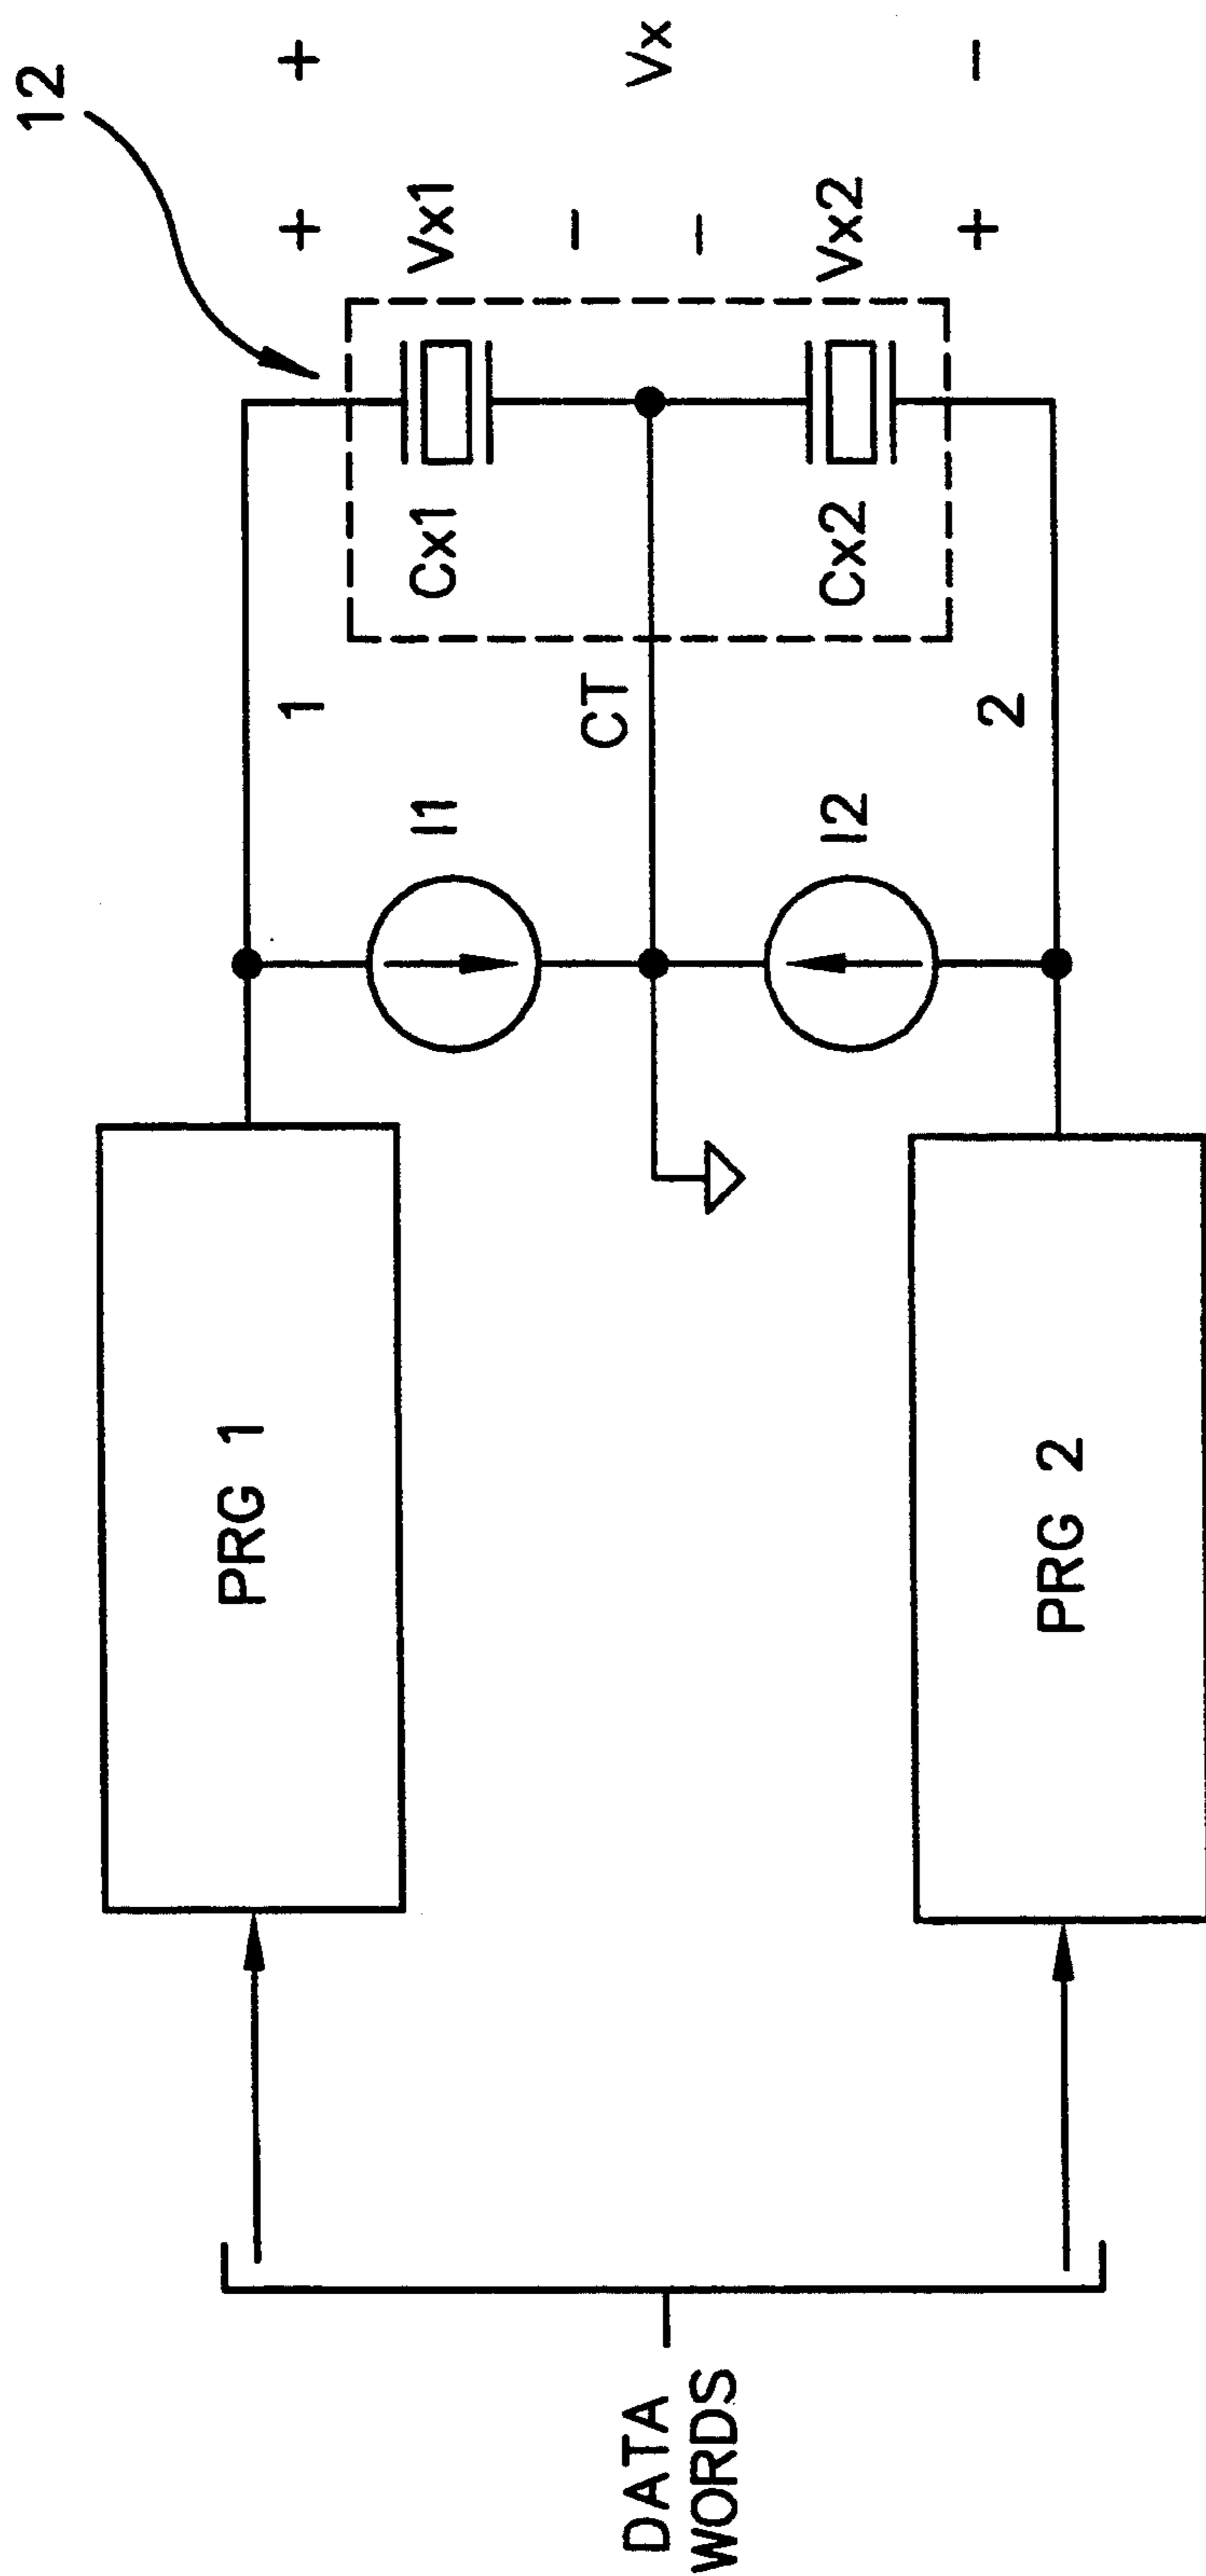 12
+
+
Vx1
Vx
-
-
Vx2
+
-
Cx1
Cx2
1
CT
2
I1
I2
PRG 1
PRG 2
DATA
WORDS